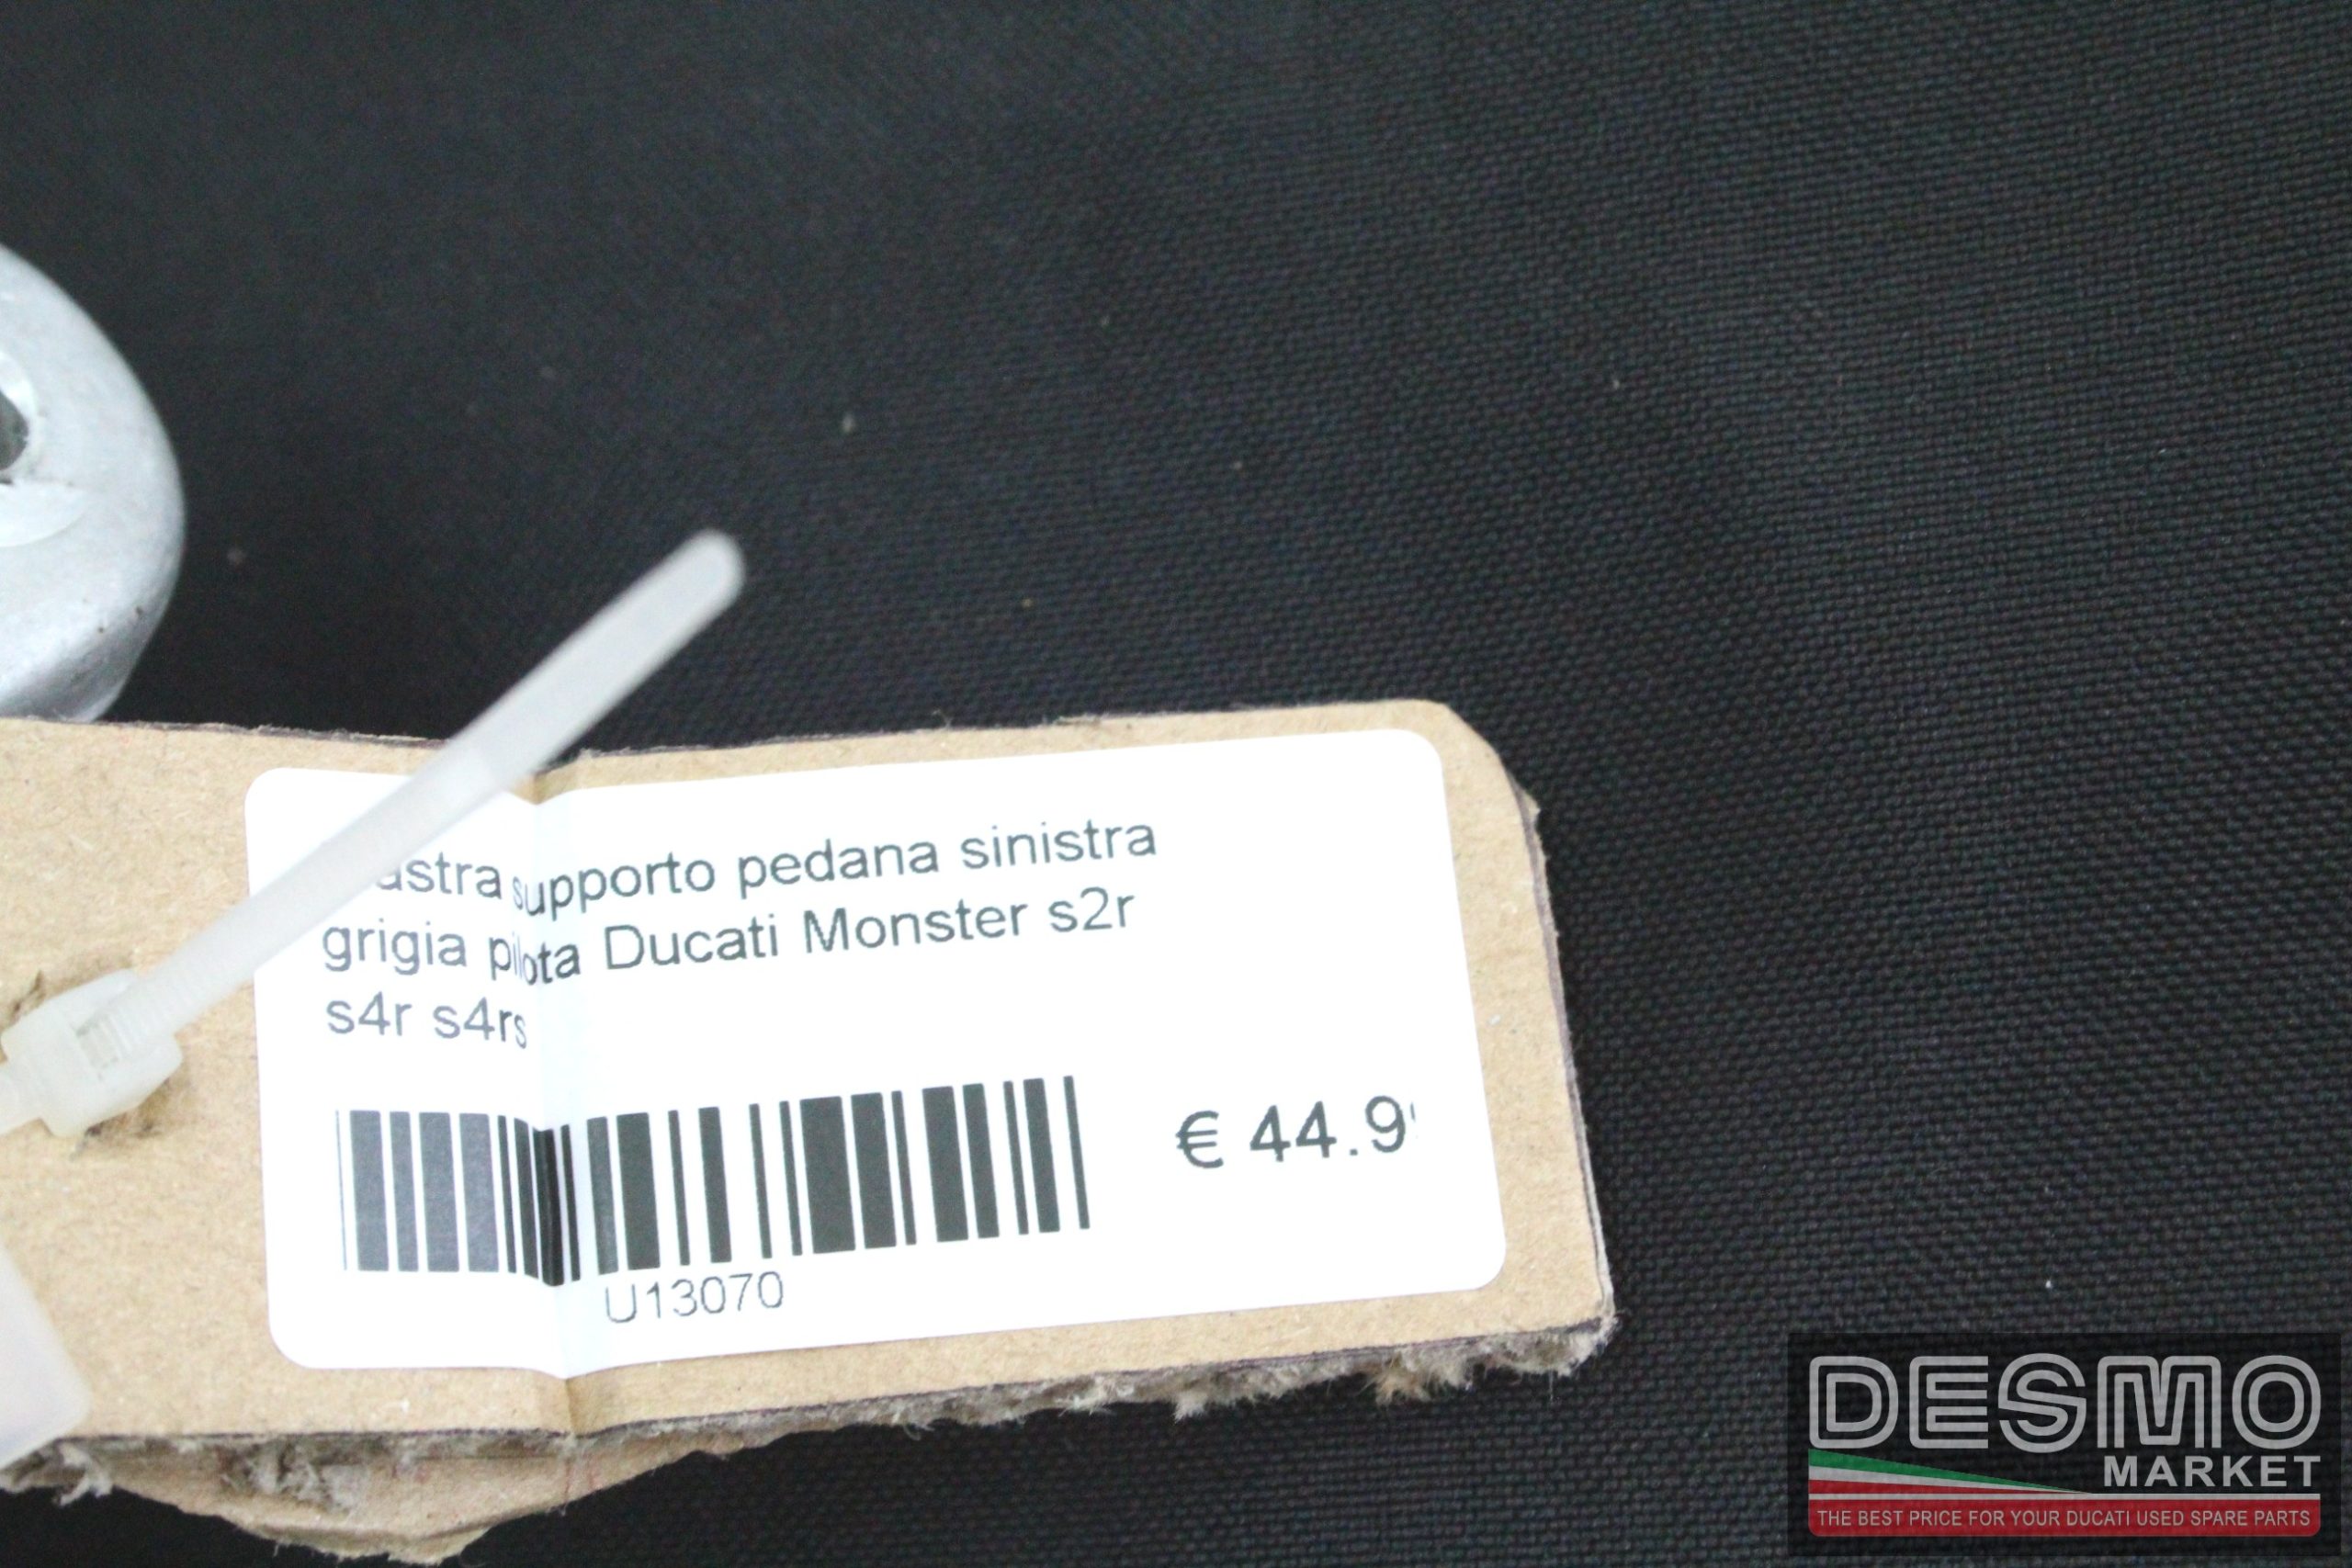 supporto pedana sinistra
grigia pilota Ducati Monster s2r
s4r s4rs
€ 44.9
U13070
DESMO
MARKET
THE BEST PRICE FOR YOUR DUCATI USED SPARE PARTS